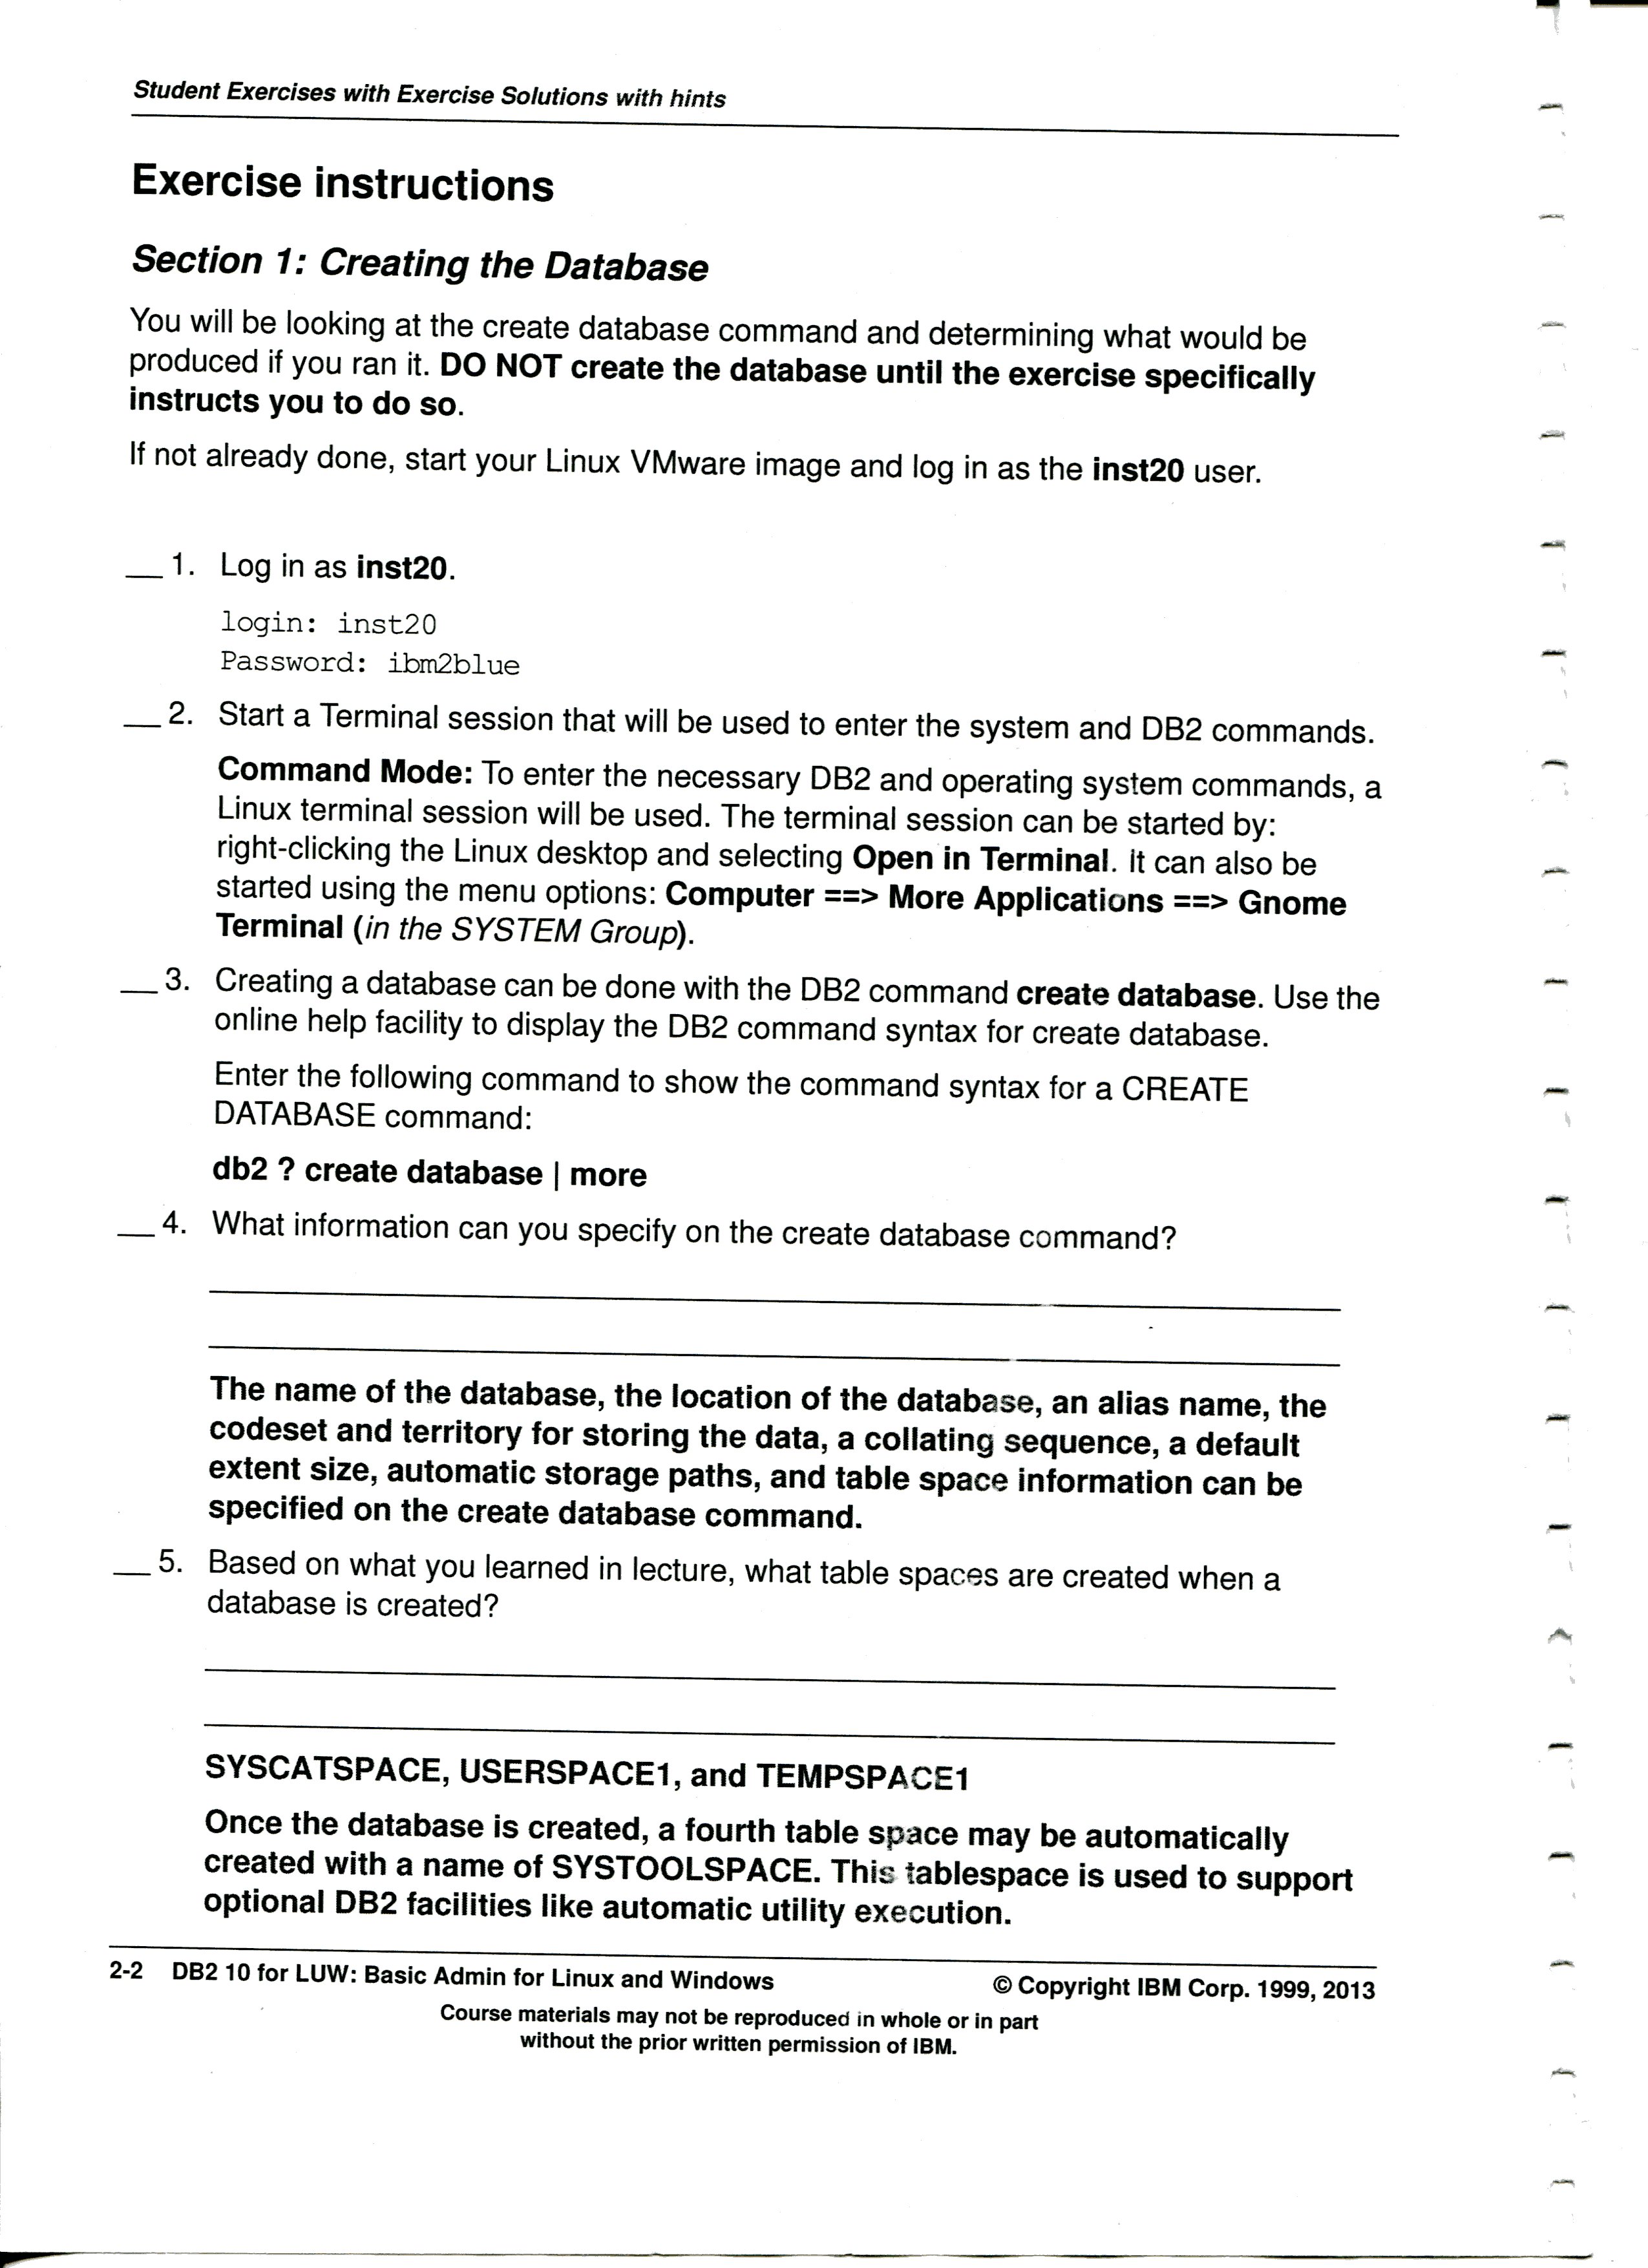 Student Exercises with Exercise Solutions with hints
Exercise instructions
Section 1: Creating the Database
You will be looking at the create database command and determining what would be
produced if you ran it. DO NOT create the database until the exercise specifically
instructs you to do so.
If not already done, start your Linux VMware image and log in as the inst20 user.
__ 1. Log in as inst20.
login: inst20
Password: ibm2blue
__ 2. Start a Terminal session that will be used to enter the system and DB2 commands.
Command Mode: To enter the necessary DB2 and operating system commands, a
Linux terminal session will be used. The terminal session can be started by:
right-clicking the Linux desktop and selecting Open in Terminal. It can also be
started using the menu options: Computer ==> More Applications ==> Gnome
Terminal (in the SYSTEM Group).
__ 3. Creating a database can be done with the DB2 command create database. Use the
online help facility to display the DB2 command syntax for create database.
Enter the following command to show the command syntax for a CREATE
DATABASE command:
db2 ? create database | more
__ 4. What information can you specify on the create database command?
The name of the database, the location of the database, an alias name, the
codeset and territory for storing the data, a collating sequence, a default
extent size, automatic storage paths, and table space information can be
specified on the create database command.
__ 5. Based on what you learned in lecture, what table spaces are created when a
database is created?
SYSCATSPACE, USERSPACE1, and TEMPSPACE1
Once the database is created, a fourth table space may be automatically
created with a name of SYSTOOLSPACE. This tablespace is used to support
optional DB2 facilities like automatic utility execution.
2-2 DB2 10 for LUW: Basic Admin for Linux and Windows © Copyright IBM Corp. 1999, 2013
Course materials may not be reproduced in whole or in part
without the prior written permission of IBM.